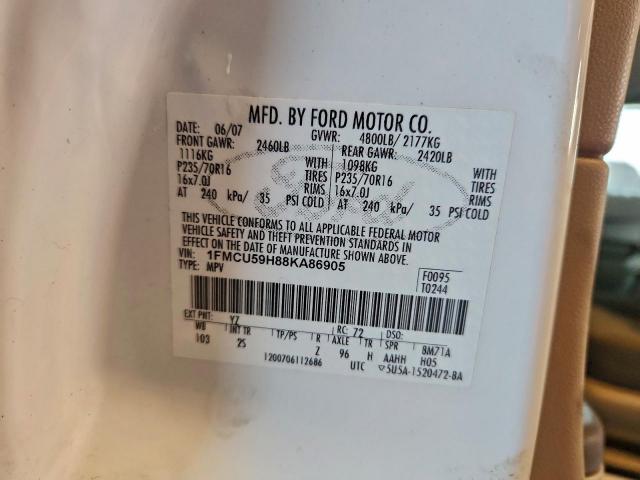 MFD. BY FORD MOTOR CO.
DATE: 06/07 GVWR: 4800LB/ 2177KG
FRONT GAWR: 2460LB REAR GAWR: 2420LB
1116KG WITH 1098KG WITH
P235/70R16 TIRES P235/70R16 TIRES
16x7.0J RIMS 16x7.0J RIMS
AT 240 kPa/ 35 PSI COLD AT 240 kPa/ 35 PSI COLD
THIS VEHICLE CONFORMS TO ALL APPLICABLE FEDERAL MOTOR
VEHICLE SAFETY AND THEFT PREVENTION STANDARDS IN
EFFECT ON THE DATE OF MANUFACTURE SHOWN ABOVE.
VIN: 1FMCU59H88KA86905 F0095
TYPE: MPV T0244
EXT PNT: YZ RC: 72 DSO:
WB INT TR TP/PS R AXLE TR SPR 8M71A
103 25 Z 96 H AAHH H05
1200706112686 UTC 5U5A-1520472-BA